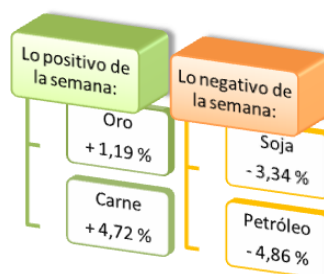 Lo positivo de
la semana:
Oro
+ 1,19 %
Carne
+ 4,72 %
Lo negativo de
la semana:
Soja
- 3,34 %
Petróleo
- 4,86 %